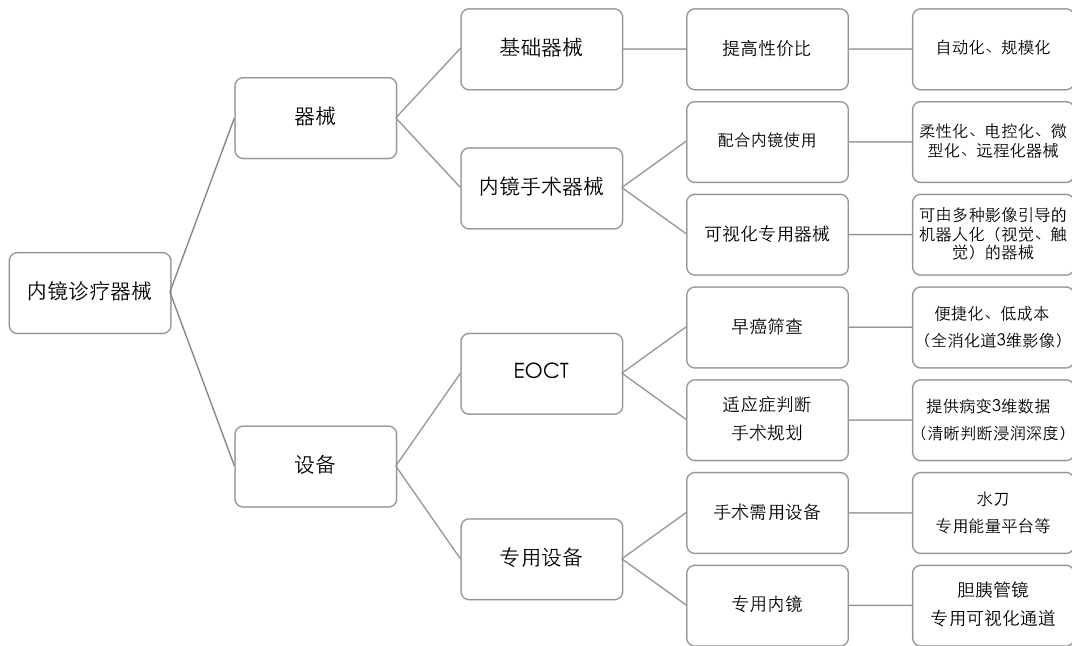 内镜诊疗器械
器械
基础器械
提高性价比
自动化、规模化
内镜手术器械
配合内镜使用
柔性化、电控化、微
型化、远程化器械
可视化专用器械
可由多种影像引导的
机器人化（视觉、触
觉）的器械
设备
EOCT
早癌筛查
便捷化、低成本
（全消化道3维影像）
适应症判断
手术规划
提供病变3维数据
（清晰判断浸润深度）
专用设备
手术需用设备
水刀
专用能量平台等
专用内镜
胆胰管镜
专用可视化通道